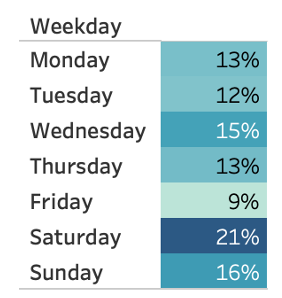 Weekday
Monday 13%
Tuesday 12%
Wednesday 15%
Thursday 13%
Friday 9%
Saturday 21%
Sunday 16%